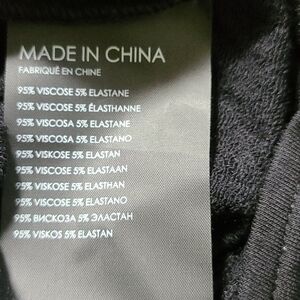 MADE IN CHINA
FABRIQUÉ EN CHINE
95% VISCOSE 5% ELASTANE
95% VISCOSE 5% ÉLASTHANNE
95% VISCOSA 5% ELASTANE
95% VISCOSA 5% ELASTANO
95% VISKOSE 5% ELASTAN
95% VISCOSE 5% ELASTAAN
95% VISKOSE 5% ELASTHAN
95% VISCOSE 5% ELASTANO
95% ВИСКОЗА 5% ЭЛАСТАН
95% VISKOS 5% ELASTAN